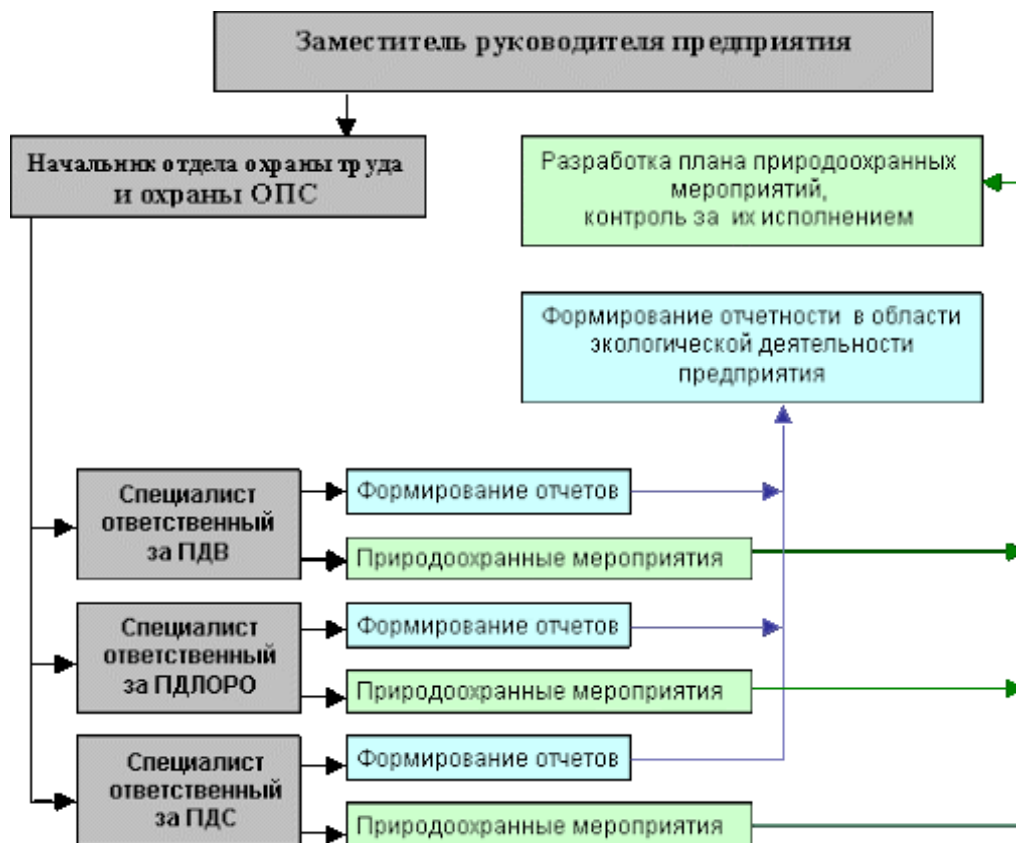 Заместитель руководителя предприятия
Начальник отдела охраны труда
и охраны ОПС
Разработка плана природоохранных
мероприятий,
контроль за их исполнением
Формирование отчетности в области
экологической деятельности
предприятия
Специалист
ответственный
за ПДВ
Формирование отчетов
Природоохранные мероприятия
Специалист
ответственный
за ПДЛОРО
Формирование отчетов
Природоохранные мероприятия
Специалист
ответственный
за ПДС
Формирование отчетов
Природоохранные мероприятия